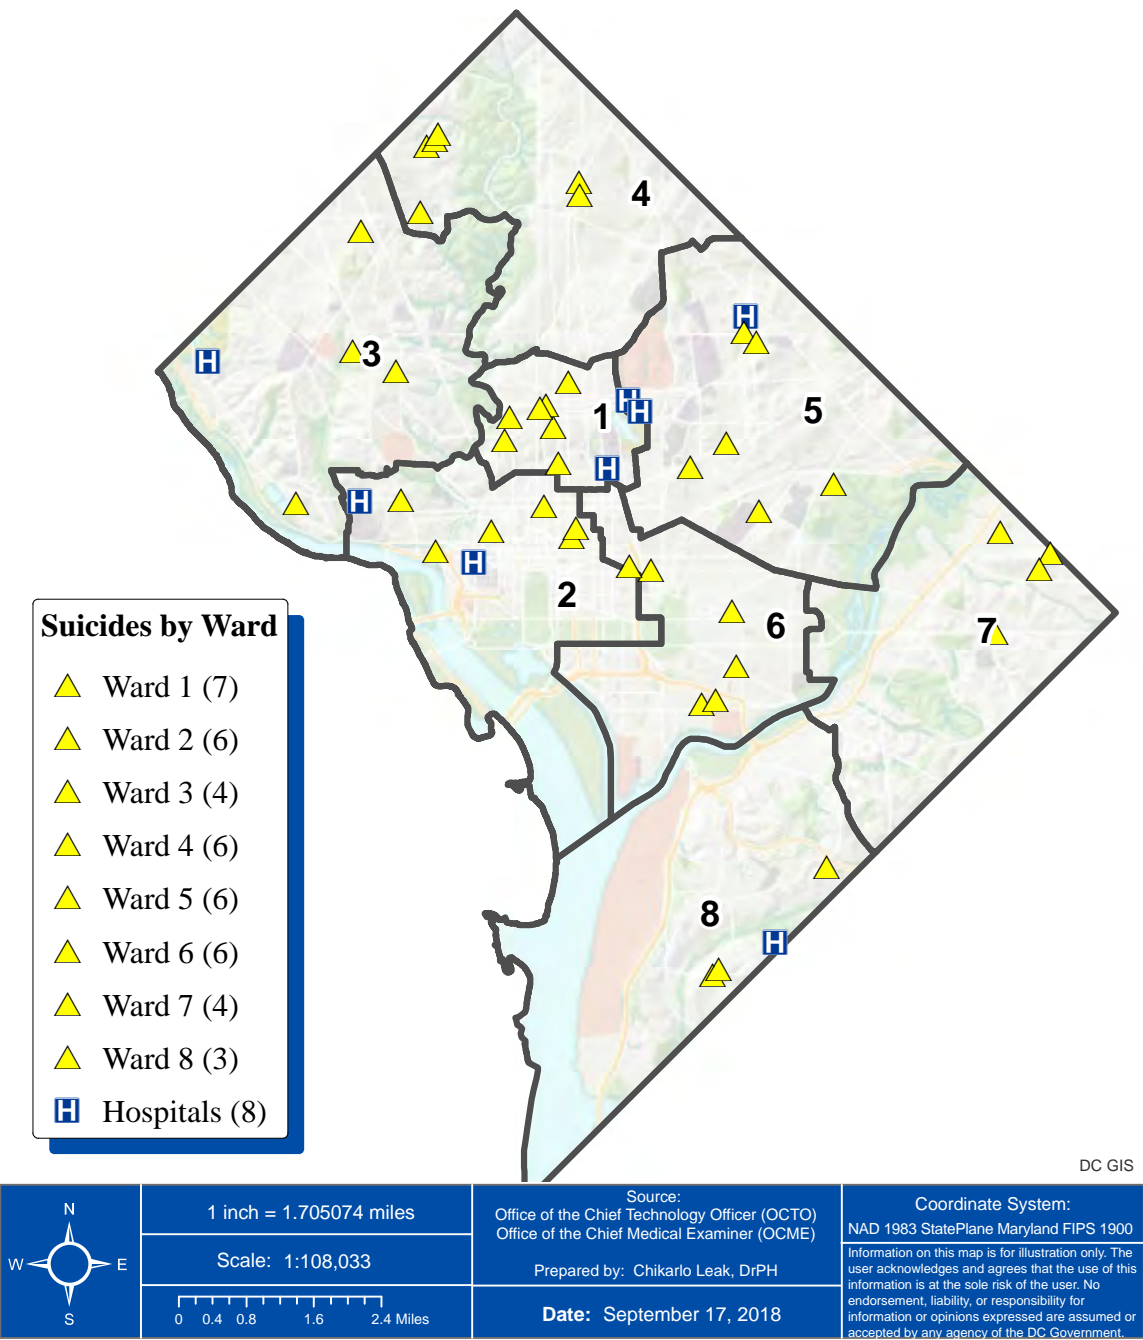 4
3
1
5
2
6
7
8
H
H
H
H
H
H
H
H
Suicides by Ward
Ward 1 (7)
Ward 2 (6)
Ward 3 (4)
Ward 4 (6)
Ward 5 (6)
Ward 6 (6)
Ward 7 (4)
Ward 8 (3)
H Hospitals (8)
DC GIS
N
W E
S
1 inch = 1.705074 miles
Scale: 1:108,033
0 0.4 0.8 1.6 2.4 Miles
Source:
Office of the Chief Technology Officer (OCTO)
Office of the Chief Medical Examiner (OCME)
Prepared by: Chikarlo Leak, DrPH
Date: September 17, 2018
Coordinate System:
NAD 1983 StatePlane Maryland FIPS 1900
Information on this map is for illustration only. The
user acknowledges and agrees that the use of this
information is at the sole risk of the user. No
endorsement, liability, or responsibility for
information or opinions expressed are assumed or
accepted by any agency of the DC Government.